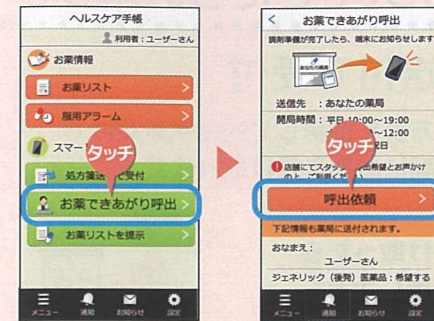 ヘルスケア手帳
利用者：ユーザーさん
お薬情報
お薬リスト
服用アラーム
スマー
タッチ
処方箋
で受付
お薬できあがり呼出
お薬リストを提示
メニュー
通知
お知らせ
設定
お薬できあがり呼出
調剤準備が完了したら、端末にお知らせします
あなたの薬局
送信先 ：あなたの薬局
開局時間：平日 10:00～19:00
～12:00
タッチ
店舗にてスタッフ
出希望とお声かけ
の上、ご利用ください
呼出依頼
下記情報も薬局に送付されます。
おなまえ：
ユーザーさん
ジェネリック（後発）医薬品：希望する
メニュー
通知
お知らせ
設定